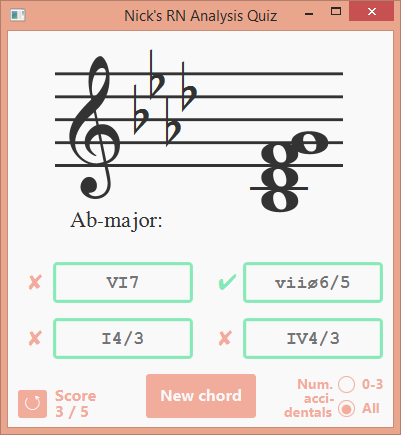 Nick's RN Analysis Quiz
Ab-major:
✘ VI7
✔ viiø6/5
✘ I4/3
✘ IV4/3
Score
3 / 5
New chord
Num.
acci-
dentals
0-3
All